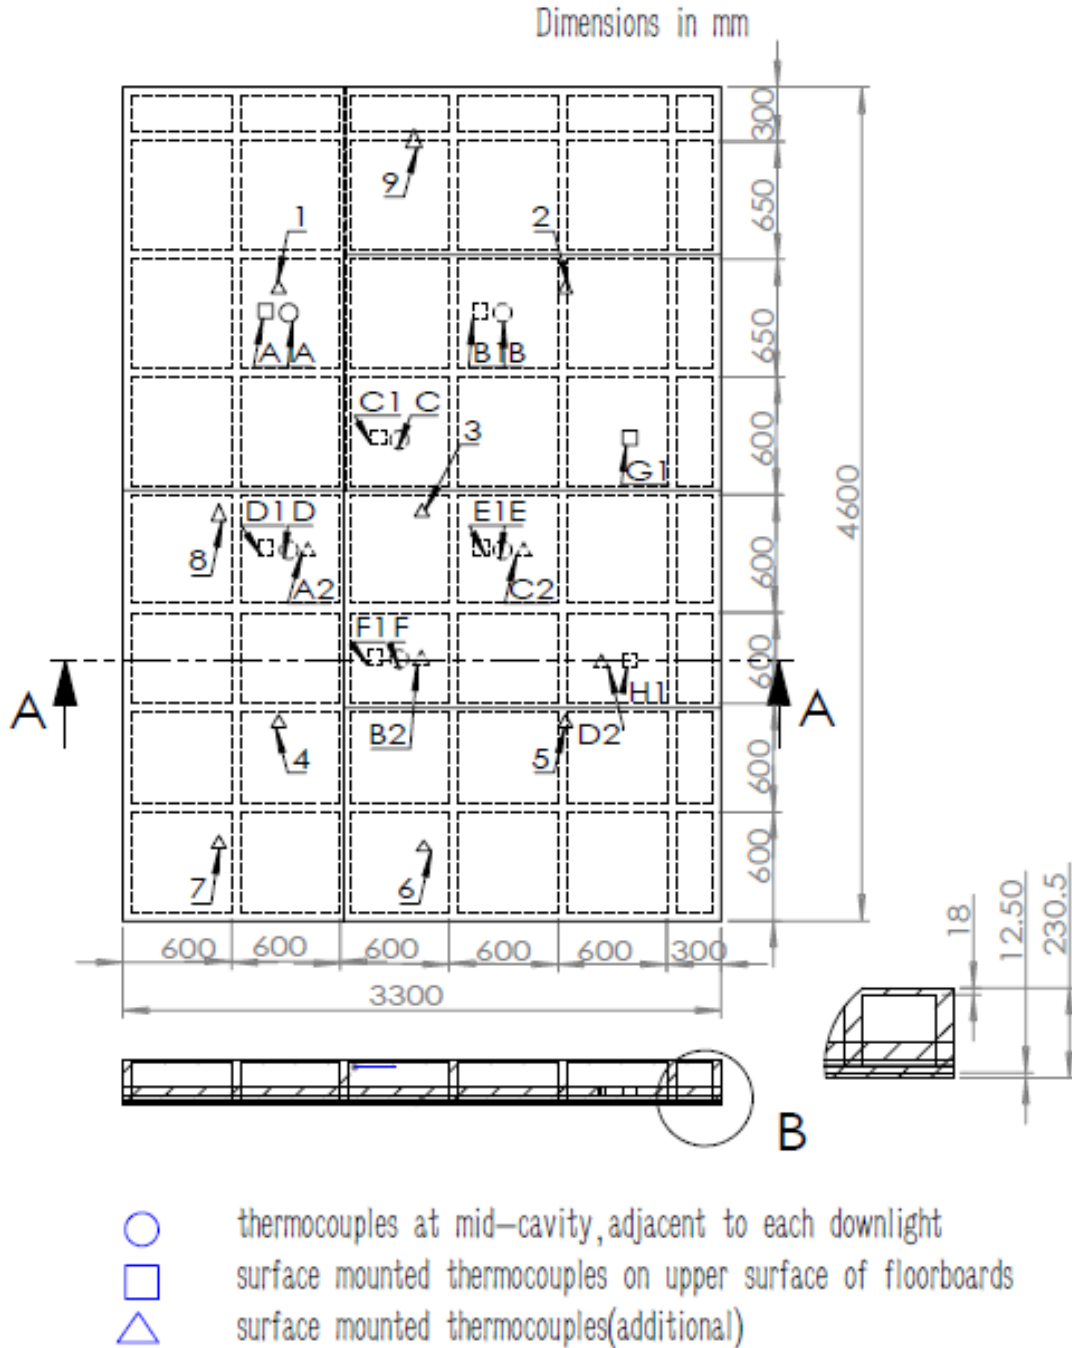 Dimensions in mm
300
9
650
1
2
A1 A
B1 B
650
C1 C
3
G1
600
4600
D1 D
E1 E
8
A2
C2
600
F1 F
H1
600
A
A
B2
D2
4
5
600
7
6
600
600
600
600
600
600
300
3300
18
12.50
230.5
B
thermocouples at mid-cavity, adjacent to each downlight
surface mounted thermocouples on upper surface of floorboards
surface mounted thermocouples(additional)